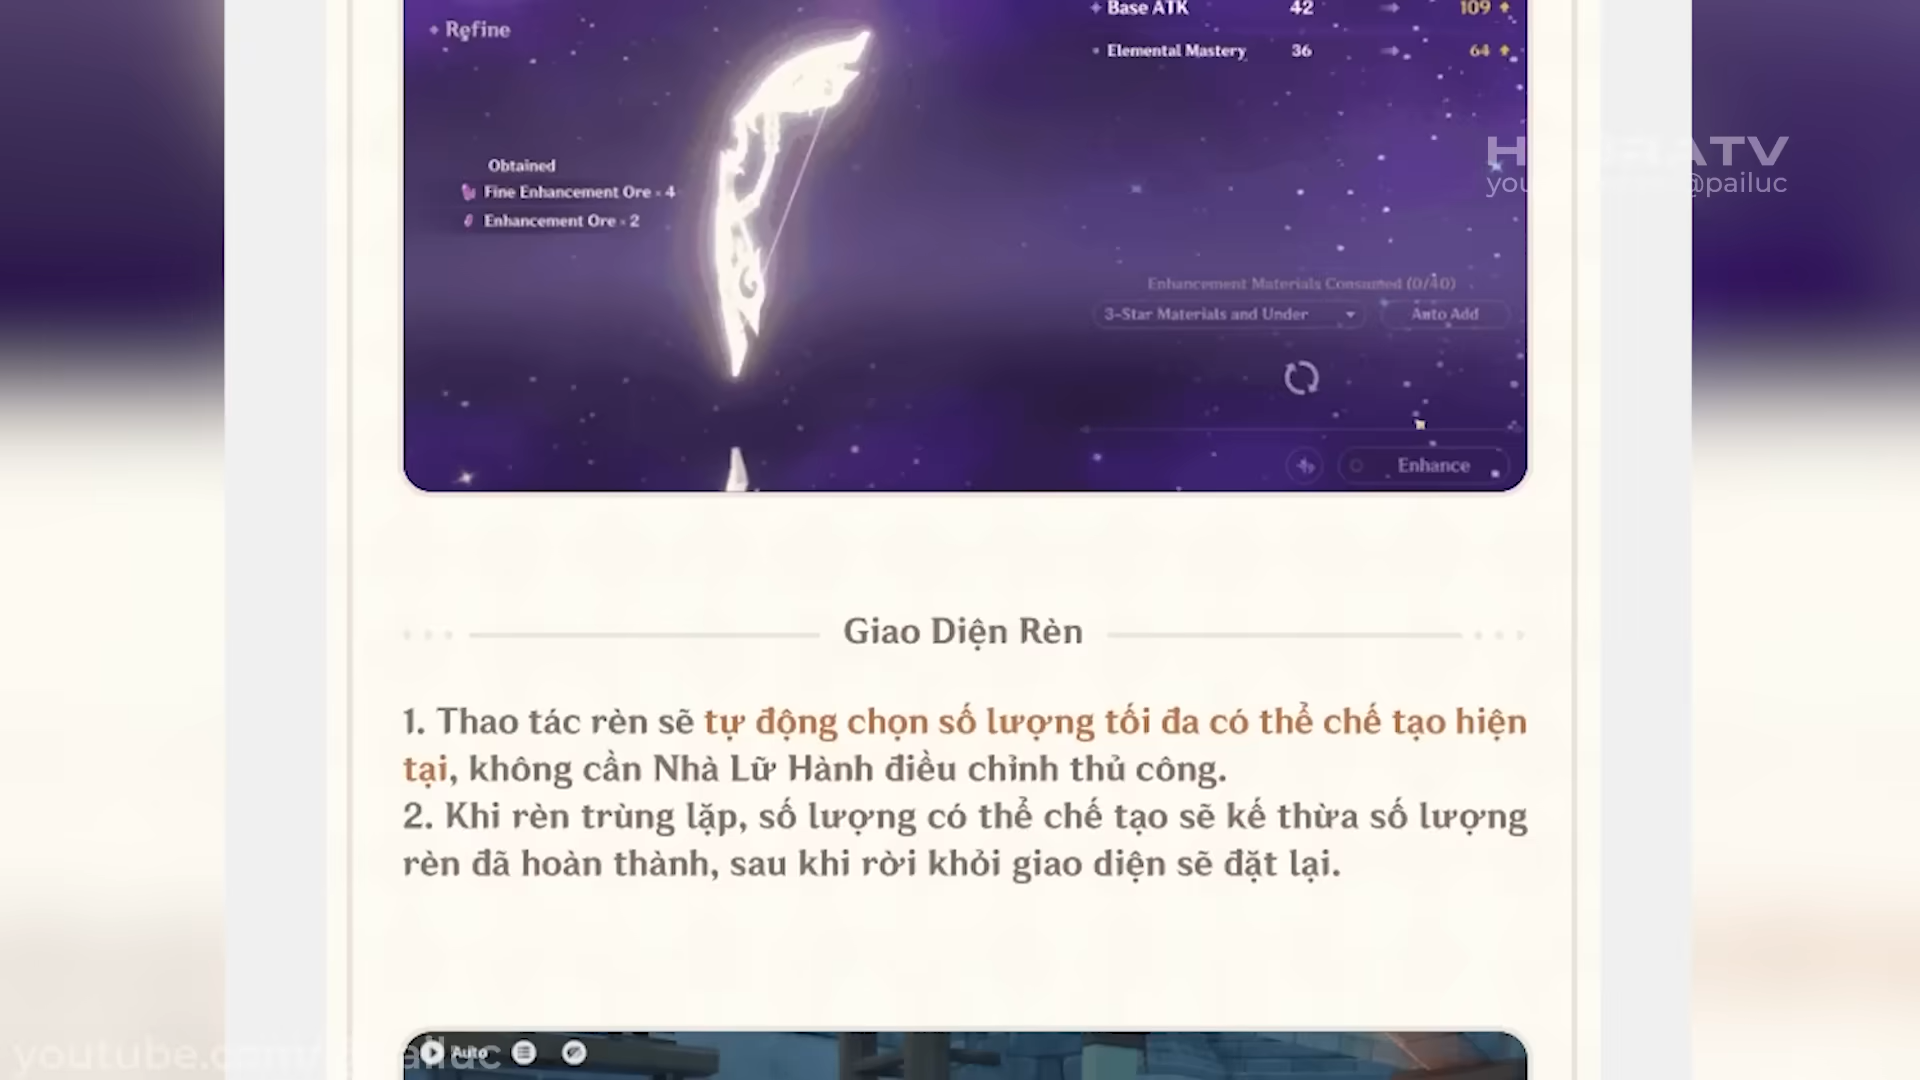 Base ATK 42 109
Refine
Elemental Mastery 36 64
ATV
@pailuc
Obtained
Fine Enhancement Ore × 4
Enhancement Ore × 2
Enhancement Materials Consumed (0/40)
3-Star Materials and Under
Auto Add
Enhance
Giao Diện Rèn
1. Thao tác rèn sẽ tự động chọn số lượng tối đa có thể chế tạo hiện
tại, không cần Nhà Lữ Hành điều chỉnh thủ công.
2. Khi rèn trùng lặp, số lượng có thể chế tạo sẽ kế thừa số lượng
rèn đã hoàn thành, sau khi rời khỏi giao diện sẽ đặt lại.
Auto